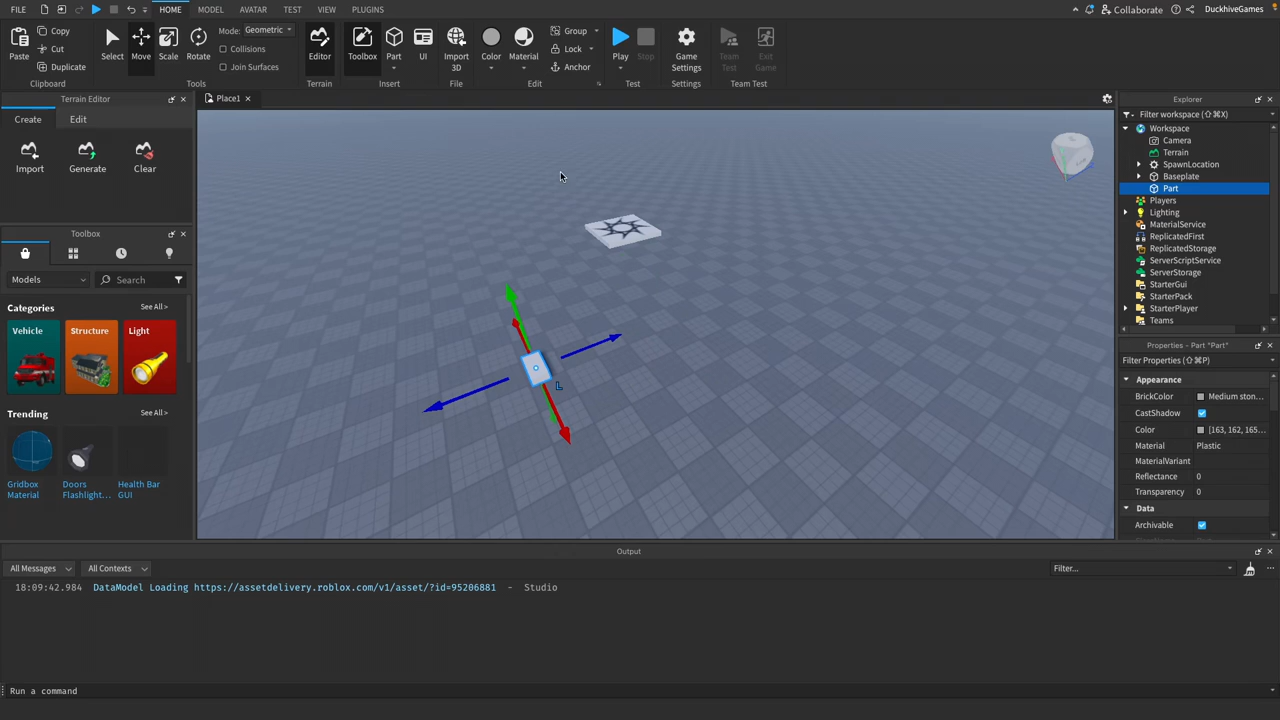 FILE HOME MODEL AVATAR TEST VIEW PLUGINS Collaborate DuckhiveGames
Paste
Copy
Cut
Duplicate
Clipboard
Select Move Scale Rotate
Mode: Geometric
Collisions
Join Surfaces
Tools
Editor
Terrain
Toolbox Part UI
Insert
Import
3D
File
Color Material
Group
Lock
Anchor
Edit
Play Stop
Test
Game
Settings
Settings
Team
Test
Exit
Game
Team Test
Terrain Editor
Create Edit
Import Generate Clear
Toolbox
Models Search
Categories See All >
Vehicle Structure Light
Trending See All >
Gridbox
Material
Doors
Flashlight...
Health Bar
GUI
Place1
L
Explorer
Filter workspace (⇧⌘X)
Workspace
Camera
Terrain
SpawnLocation
Baseplate
Part
Players
Lighting
MaterialService
ReplicatedFirst
ReplicatedStorage
ServerScriptService
ServerStorage
StarterGui
StarterPack
StarterPlayer
Teams
Properties - Part "Part"
Filter Properties (⇧⌘P)
Appearance
BrickColor Medium ston...
CastShadow
Color [163, 162, 165...
Material Plastic
MaterialVariant
Reflectance 0
Transparency 0
Data
Archivable
Output
All Messages All Contexts Filter...
18:09:42.984 DataModel Loading https://assetdelivery.roblox.com/v1/asset/?id=95206881 - Studio
Run a command